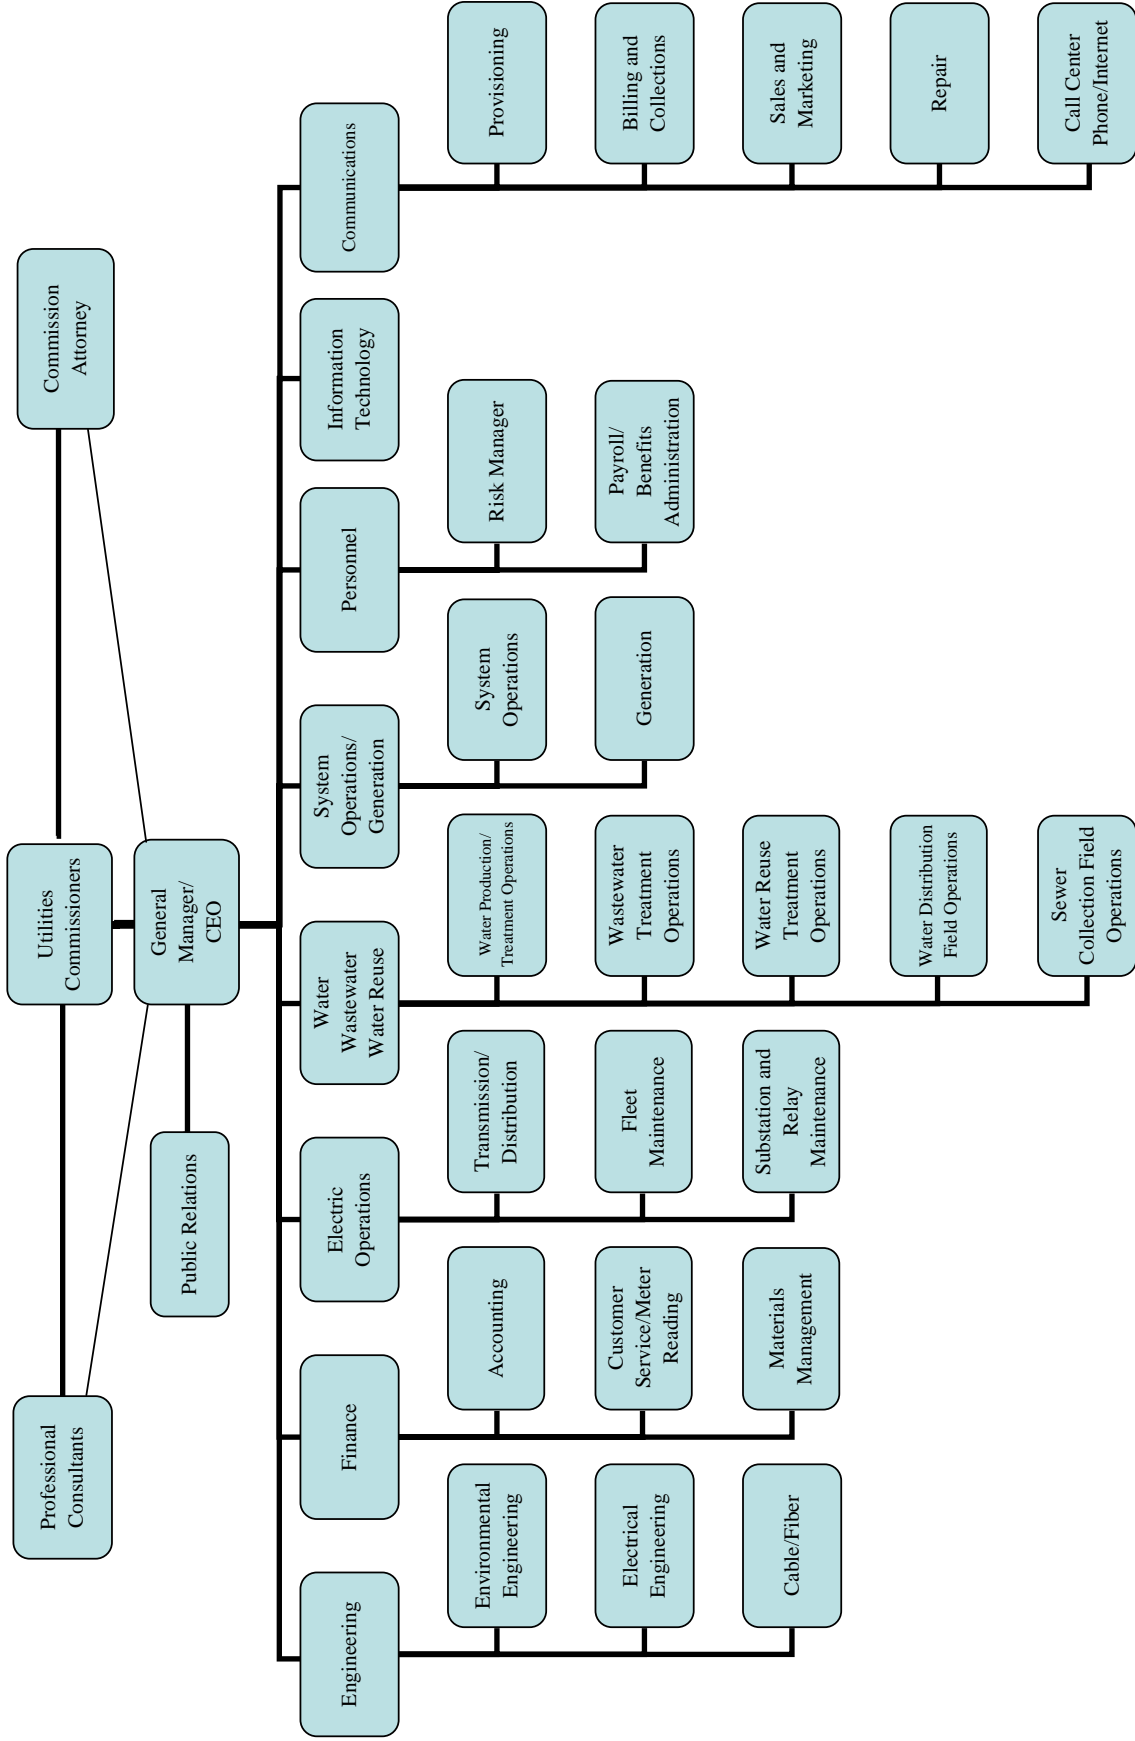 Professional
Consultants
Utilities
Commissioners
Commission
Attorney
Public Relations
General
Manager/
CEO
Engineering
Environmental
Engineering
Electrical
Engineering
Cable/Fiber
Finance
Accounting
Customer
Service/Meter
Reading
Materials
Management
Electric
Operations
Transmission/
Distribution
Fleet
Maintenance
Substation and
Relay
Maintenance
Water
Wastewater
Water Reuse
Water Production/
Treatment Operations
Wastewater
Treatment
Operations
Water Reuse
Treatment
Operations
Water Distribution
Field Operations
Sewer
Collection Field
Operations
System
Operations/
Generation
System
Operations
Generation
Personnel
Risk Manager
Payroll/
Benefits
Administration
Information
Technology
Communications
Provisioning
Billing and
Collections
Sales and
Marketing
Repair
Call Center
Phone/Internet